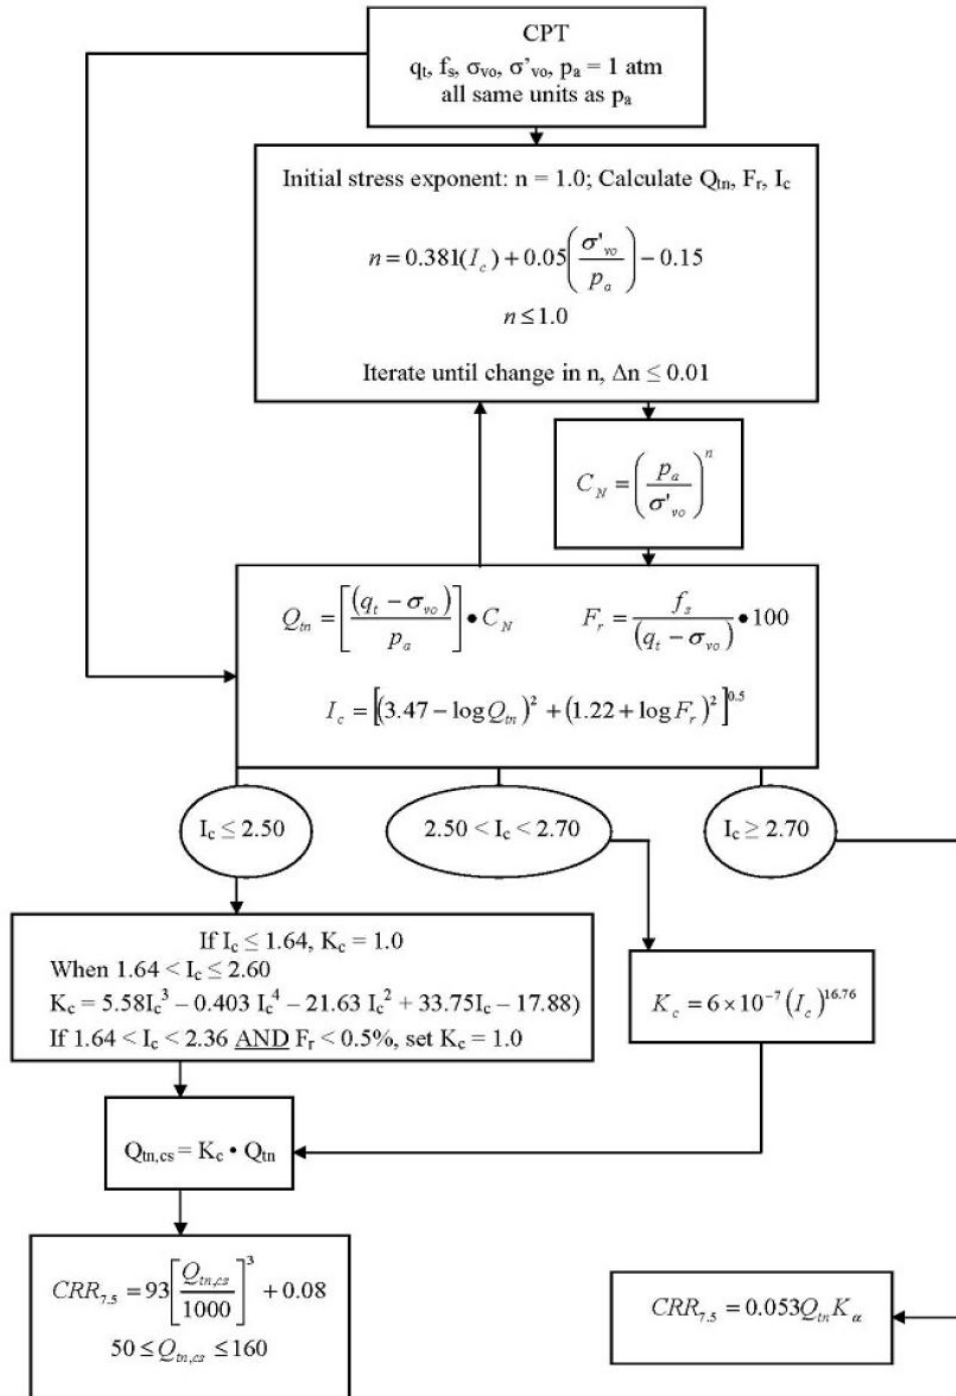 CPT
qt, fs, σvo, σ'vo, pa = 1 atm
all same units as pa
Initial stress exponent: n = 1.0; Calculate Qtn, Fr, Ic
n = 0.381(Ic) + 0.05(σ'vo / pa) − 0.15
n ≤ 1.0
Iterate until change in n, Δn ≤ 0.01
CN = (pa / σ'vo)^n
Qtn = [(qt − σvo) / pa] • CN
Fr = fs / (qt − σvo) • 100
Ic = [(3.47 − log Qtn)^2 + (1.22 + log Fr)^2]^0.5
Ic ≤ 2.50
2.50 < Ic < 2.70
Ic ≥ 2.70
If Ic ≤ 1.64, Kc = 1.0
When 1.64 < Ic ≤ 2.60
Kc = 5.58Ic^3 – 0.403 Ic^4 – 21.63 Ic^2 + 33.75Ic – 17.88)
If 1.64 < Ic < 2.36 AND Fr < 0.5%, set Kc = 1.0
Kc = 6 × 10^-7 (Ic)^16.76
Qtn,cs = Kc • Qtn
CRR7.5 = 93[Qtn,cs / 1000]^3 + 0.08
50 ≤ Qtn,cs ≤ 160
CRR7.5 = 0.053Qtn Kα